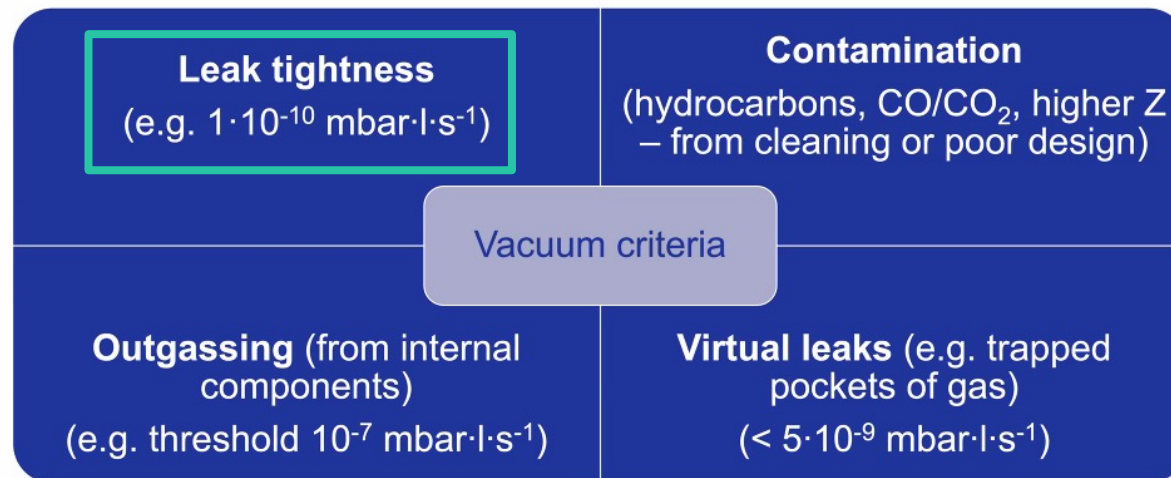 Leak tightness
(e.g. 1·10⁻¹⁰ mbar·l·s⁻¹)
Contamination
(hydrocarbons, CO/CO₂, higher Z
– from cleaning or poor design)
Vacuum criteria
Outgassing (from internal
components)
(e.g. threshold 10⁻⁷ mbar·l·s⁻¹)
Virtual leaks (e.g. trapped
pockets of gas)
(< 5·10⁻⁹ mbar·l·s⁻¹)